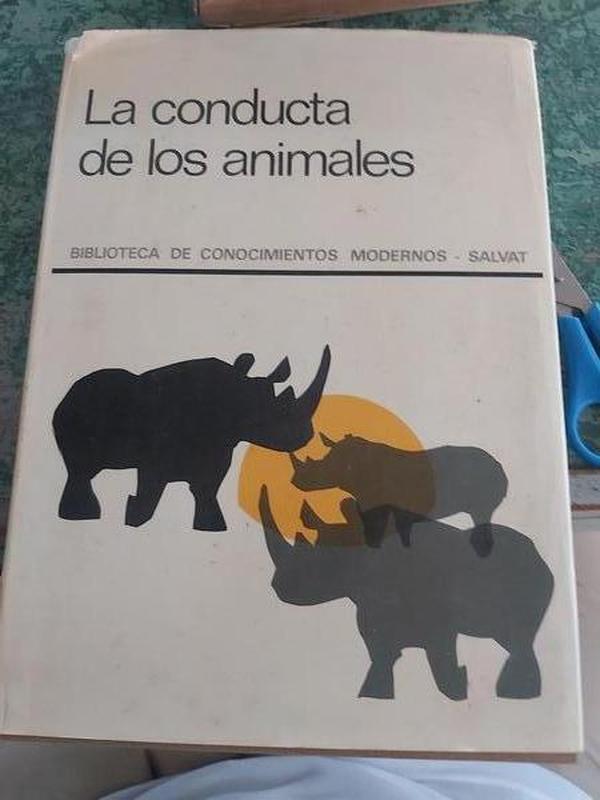 La conducta
de los animales
BIBLIOTECA DE CONOCIMIENTOS MODERNOS - SALVAT